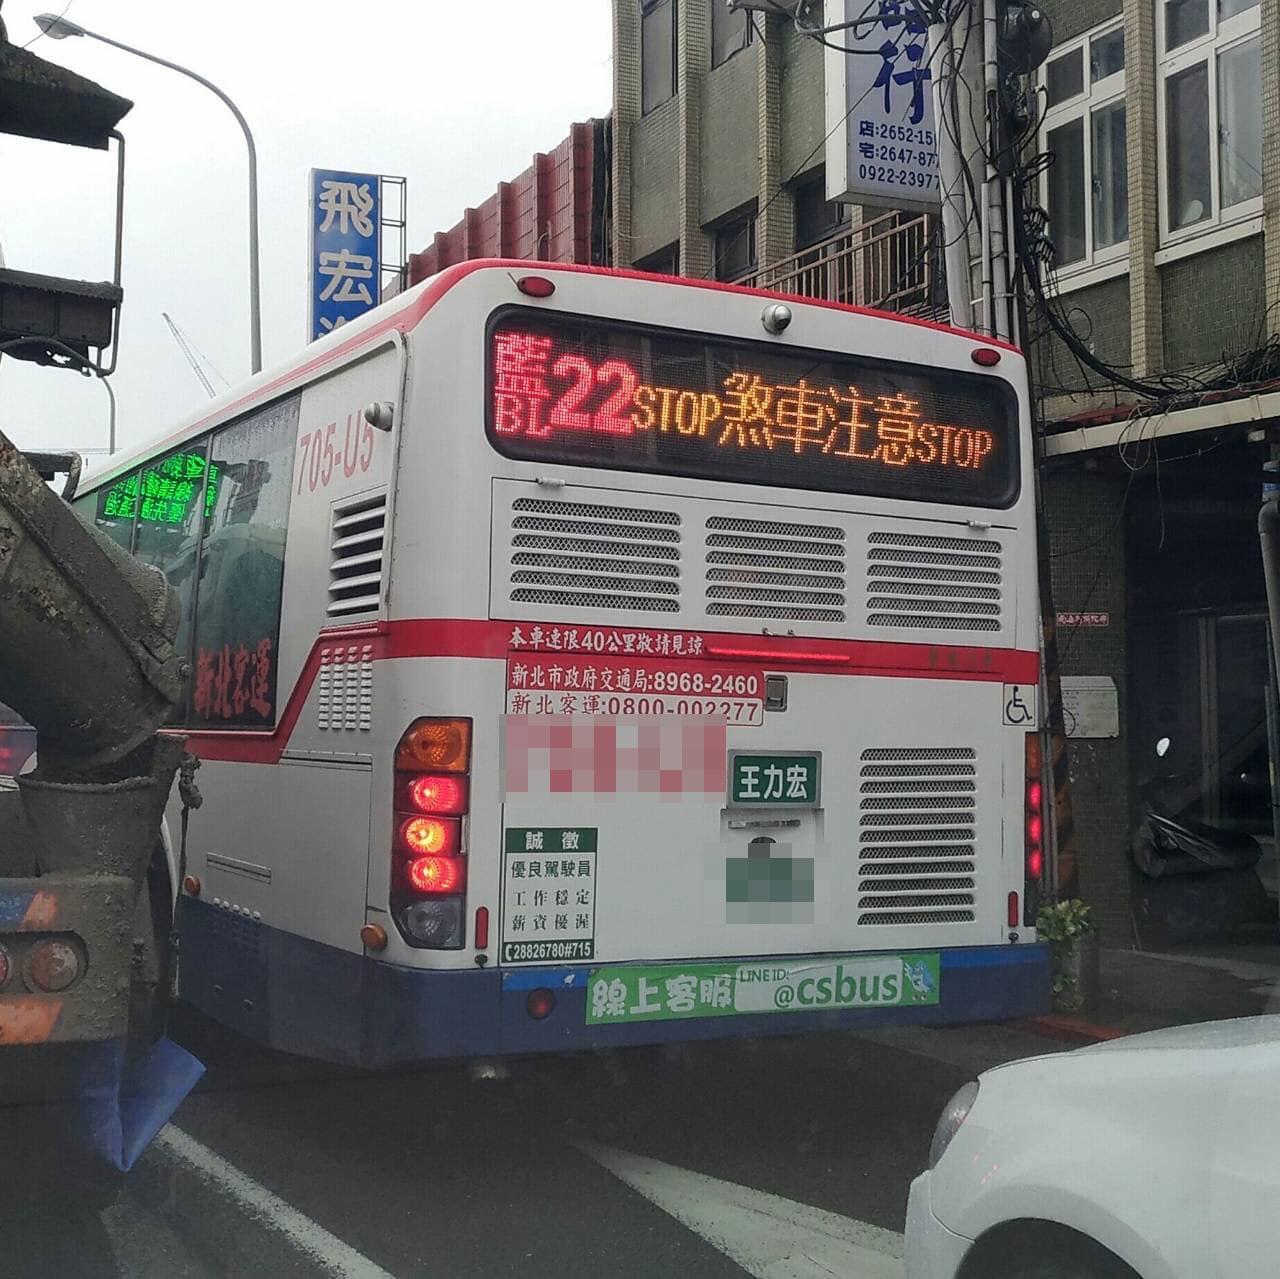 行
店:2652-15
宅:2647-87
0922-23977
飛宏
藍 BL 22 STOP煞車注意STOP
705-U5
新北客運
本車速限40公里敬請見諒
新北市政府交通局:8968-2460
新北客運:0800-002277
王力宏
誠徵
優良駕駛員
工作穩定
薪資優渥
28826780#715
線上客服 LINE ID: @csbus